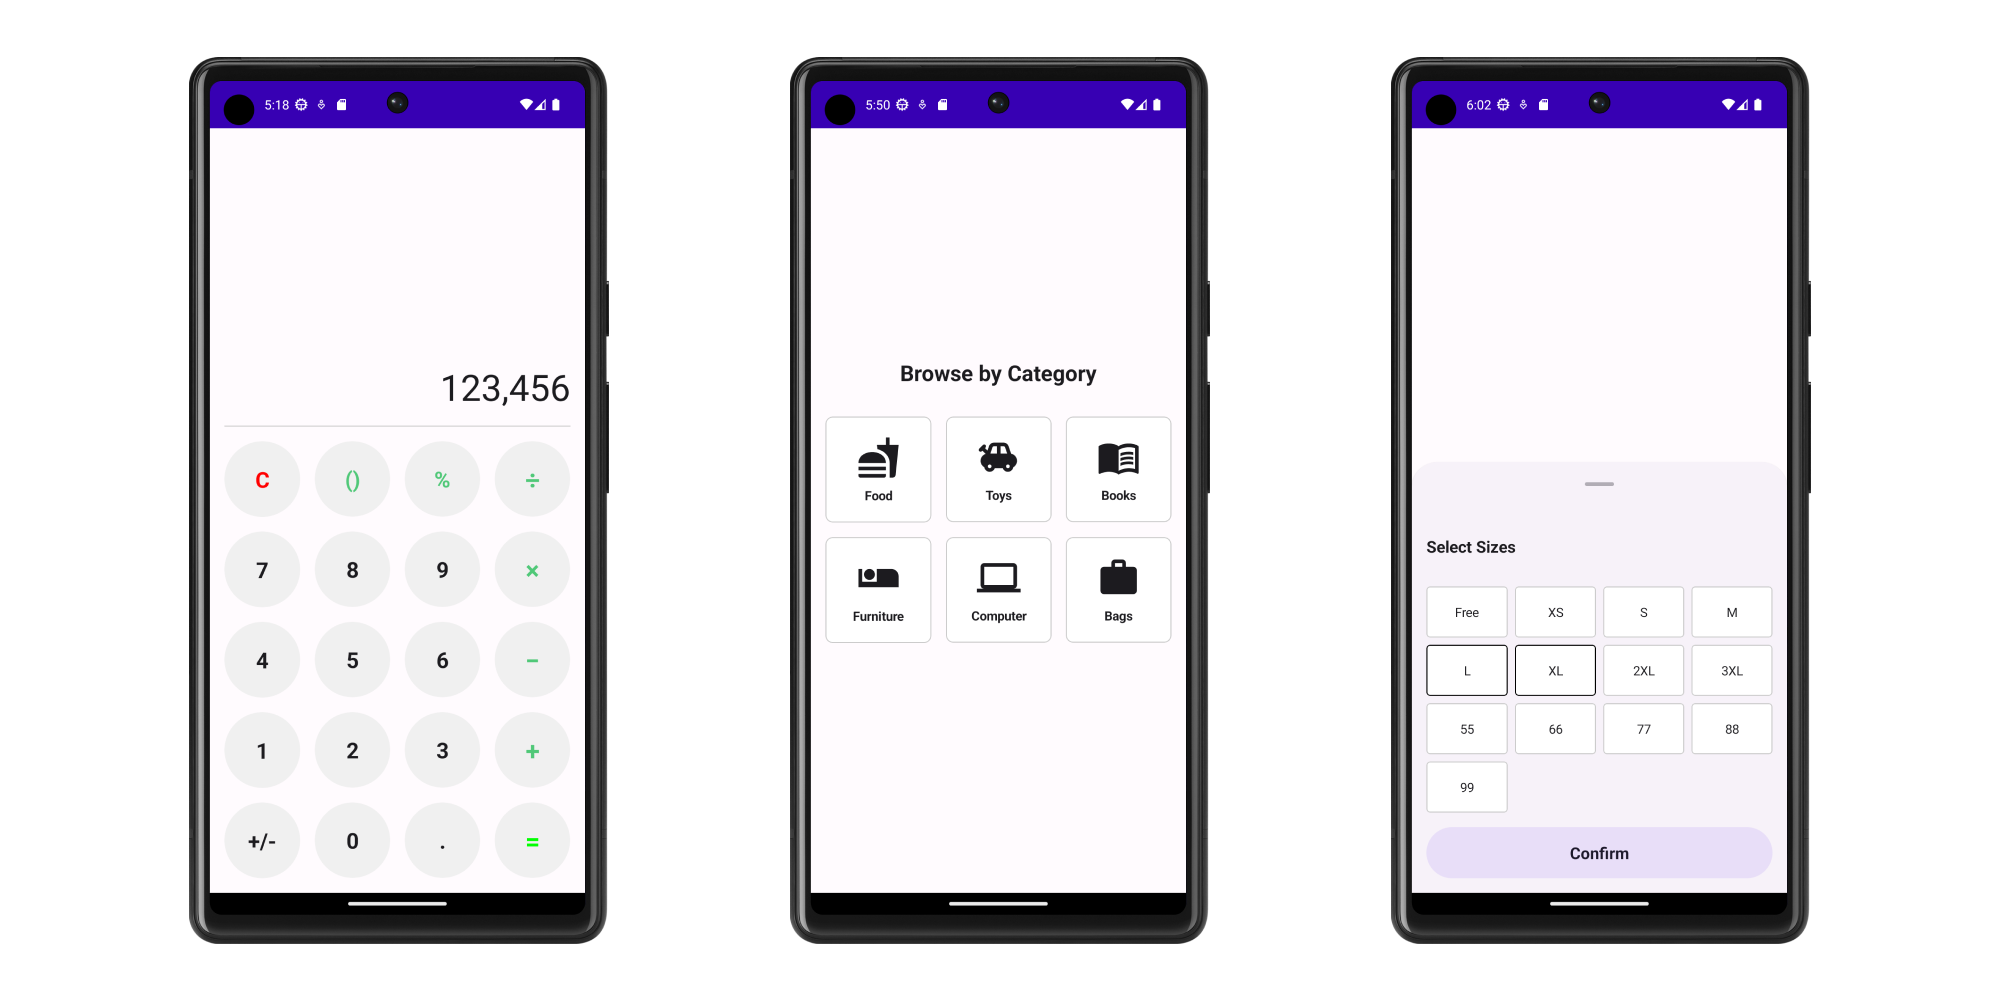 5:18
123,456
C () % ÷
7 8 9 ×
4 5 6 −
1 2 3 +
+/- 0 . =
5:50
Browse by Category
Food Toys Books
Furniture Computer Bags
6:02
Select Sizes
Free XS S M
L XL 2XL 3XL
55 66 77 88
99
Confirm